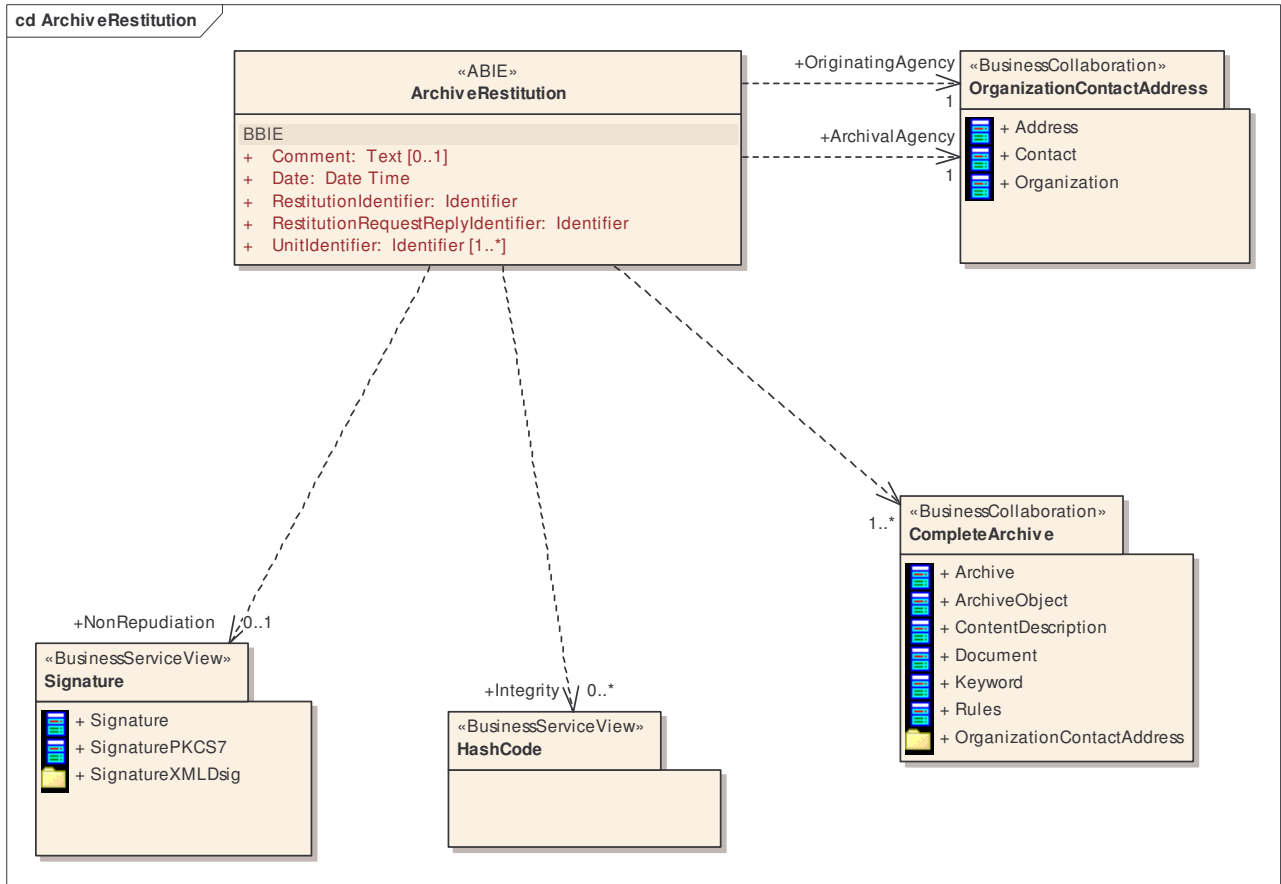 cd ArchiveRestitution
«ABIE»
ArchiveRestitution
BBIE
+ Comment: Text [0..1]
+ Date: Date Time
+ RestitutionIdentifier: Identifier
+ RestitutionRequestReplyIdentifier: Identifier
+ UnitIdentifier: Identifier [1..*]
+OriginatingAgency
1
+ArchivalAgency
1
«BusinessCollaboration»
OrganizationContactAddress
+ Address
+ Contact
+ Organization
1..*
«BusinessCollaboration»
CompleteArchive
+ Archive
+ ArchiveObject
+ ContentDescription
+ Document
+ Keyword
+ Rules
+ OrganizationContactAddress
+NonRepudiation 0..1
«BusinessServiceView»
Signature
+ Signature
+ SignaturePKCS7
+ SignatureXMLDsig
+Integrity 0..*
«BusinessServiceView»
HashCode